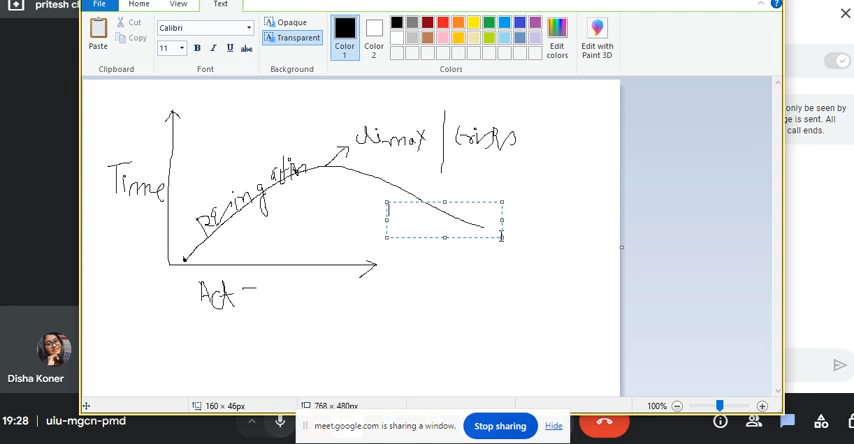 pritesh c
File
Home
View
Text
Paste
Cut
Copy
Clipboard
Calibri
11
B I U abc
Font
Opaque
Transparent
Background
Color 1
Color 2
Edit colors
Edit with Paint 3D
Colors
only be seen by
ge is sent. All
call ends.
climax | Crisis
Time
action
Act -
Disha Koner
160 × 46px
768 × 480px
100%
19:28 | uiu-mgcn-pmd
meet.google.com is sharing a window.
Stop sharing
Hide